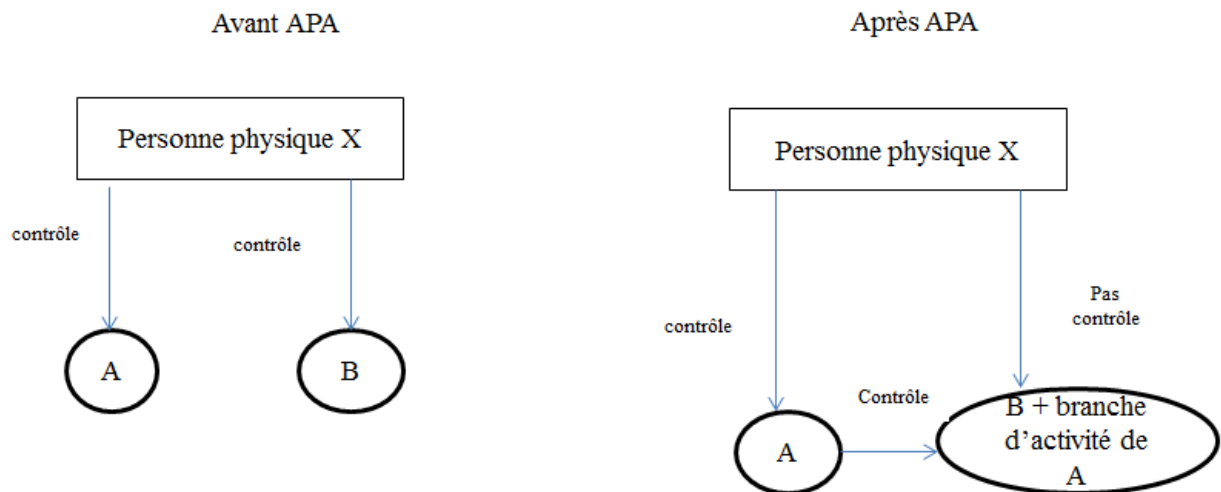 Avant APA
Personne physique X
contrôle
contrôle
A
B
Après APA
Personne physique X
contrôle
Pas
contrôle
Contrôle
A
B + branche
d'activité de
A